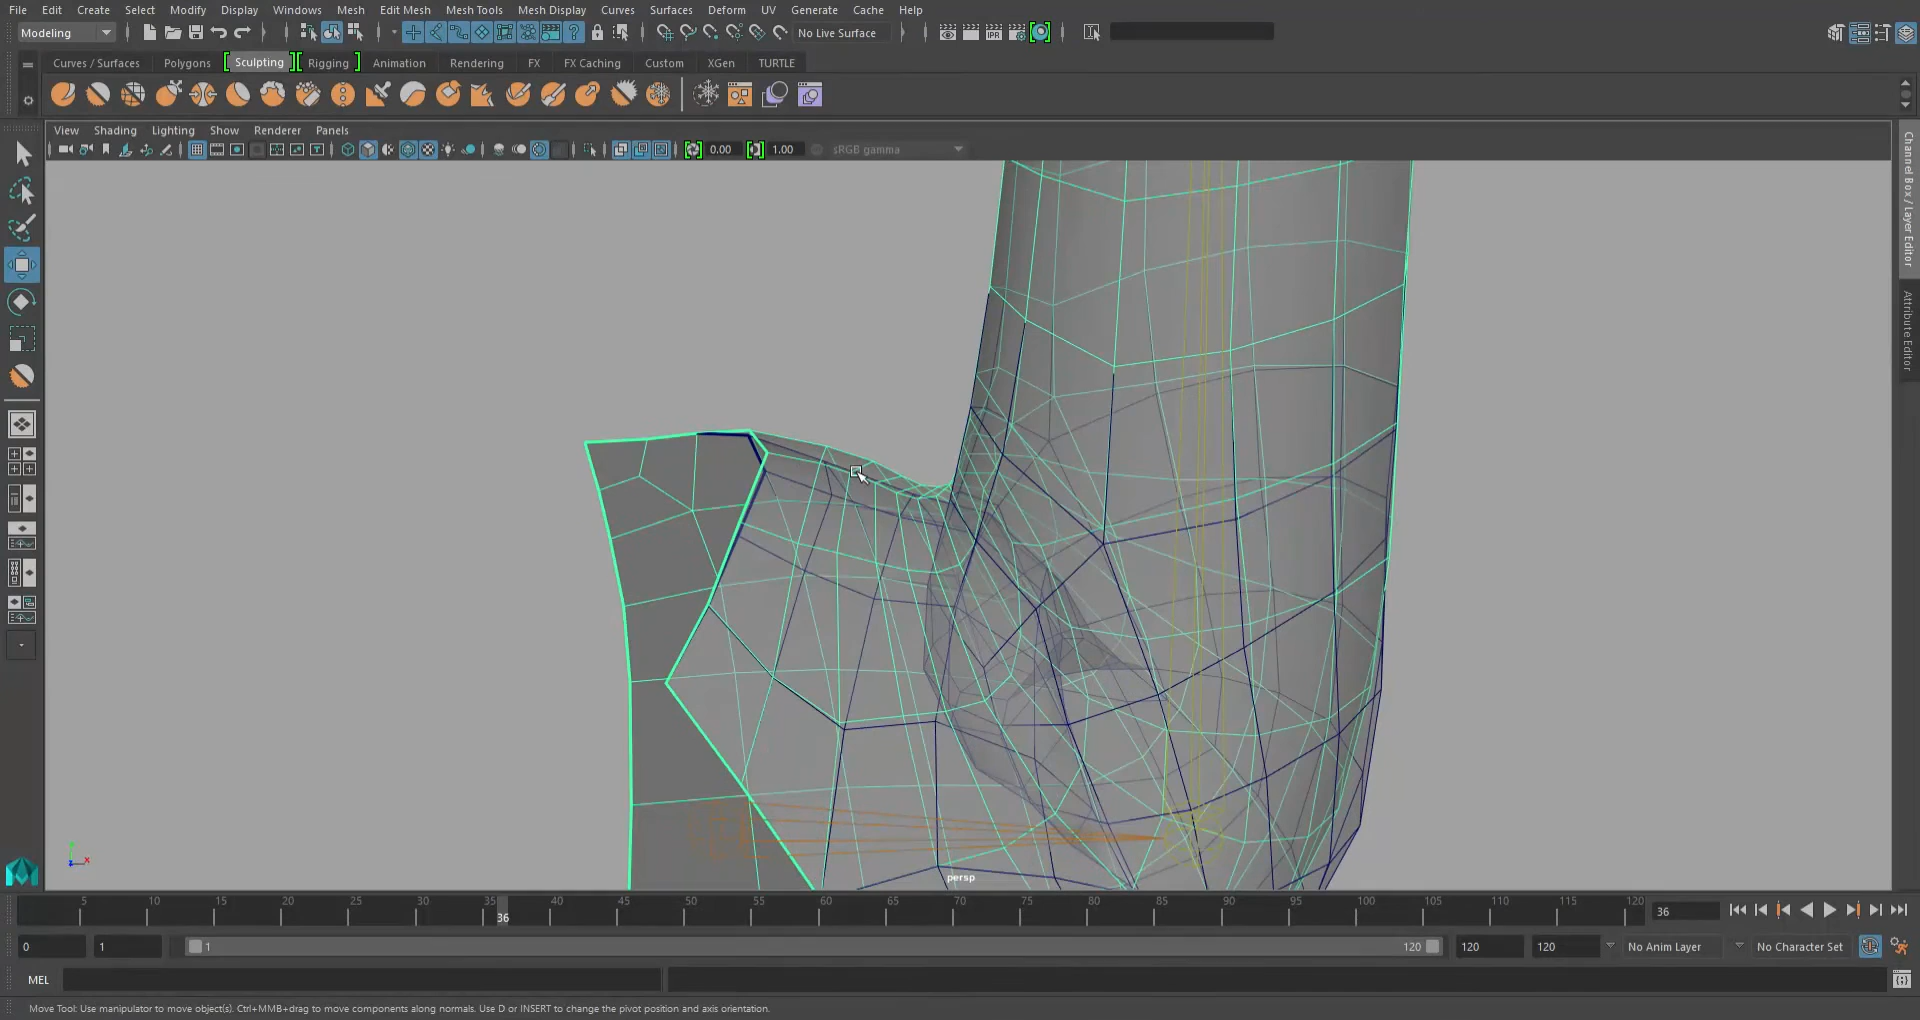 File Edit Create Select Modify Display Windows Mesh Edit Mesh Mesh Tools Mesh Display Curves Surfaces Deform UV Generate Cache Help
Modeling No Live Surface
Curves / Surfaces Polygons Sculpting Rigging Animation Rendering FX FX Caching Custom XGen TURTLE
View Shading Lighting Show Renderer Panels
0.00 1.00 sRGB gamma
Channel Box / Layer Editor
Attribute Editor
persp
5 10 15 20 25 30 35 40 45 50 55 60 65 70 75 80 85 90 95 100 105 110 115 120
36 36
0 1 1 120 120 120 No Anim Layer No Character Set
MEL
Move Tool: Use manipulator to move object(s). Ctrl+MMB+drag to move components along normals. Use D or INSERT to change the pivot position and axis orientation.